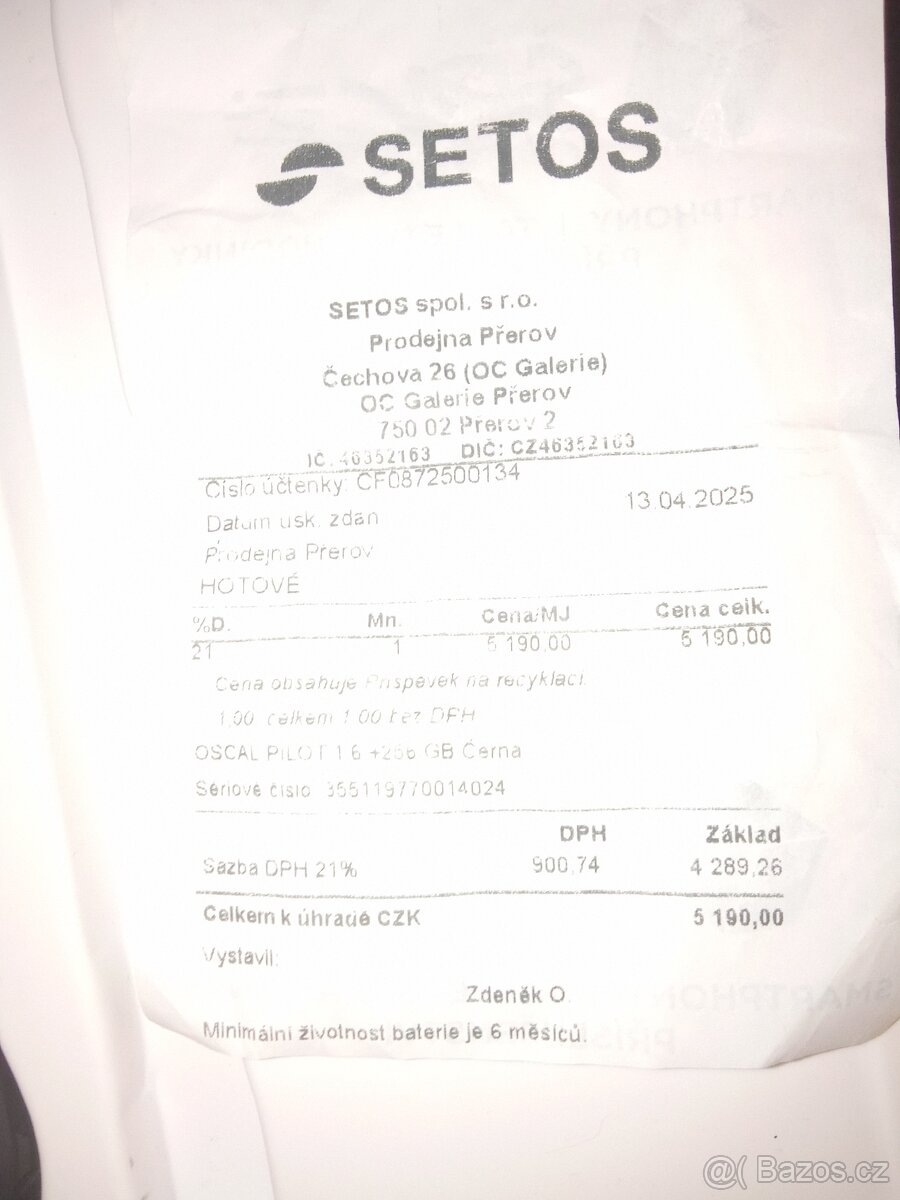 SETOS
SETOS spol. s r.o.
Prodejna Přerov
Čechova 26 (OC Galerie)
OC Galerie Přerov
750 02 Přerov 2
IČ: 46352163 DIČ: CZ46352163
Číslo účtenky: CF0872500134
Datum usk. zdan 13.04.2025
Prodejna Přerov
HOTOVĚ
%D. Mn. Cena/MJ Cena celk.
21 1 5 190,00 5 190,00
Cena obsahuje Příspěvek na recyklaci
1,00 celkem 1,00 bez DPH
OSCAL PILOT 1 6 +256 GB Černá
Sériové číslo 355119770014024
DPH Základ
Sazba DPH 21% 900,74 4 289,26
Celkem k úhradě CZK 5 190,00
Vystavil:
Zdeněk O.
Minimální životnost baterie je 6 měsíců.
@( Bazos.cz